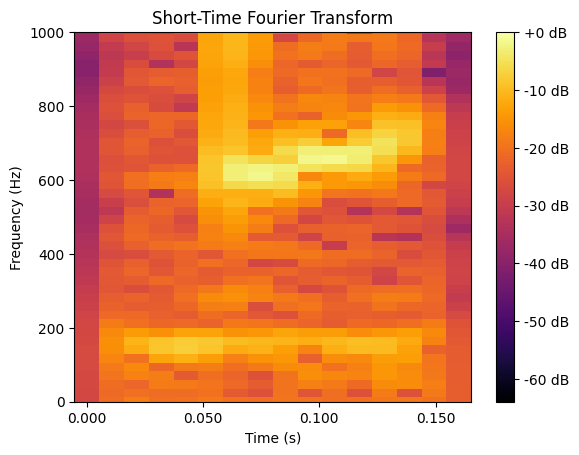 Short-Time Fourier Transform
1000
800
600
400
200
0
Frequency (Hz)
0.000
0.050
0.100
0.150
Time (s)
+0 dB
-10 dB
-20 dB
-30 dB
-40 dB
-50 dB
-60 dB